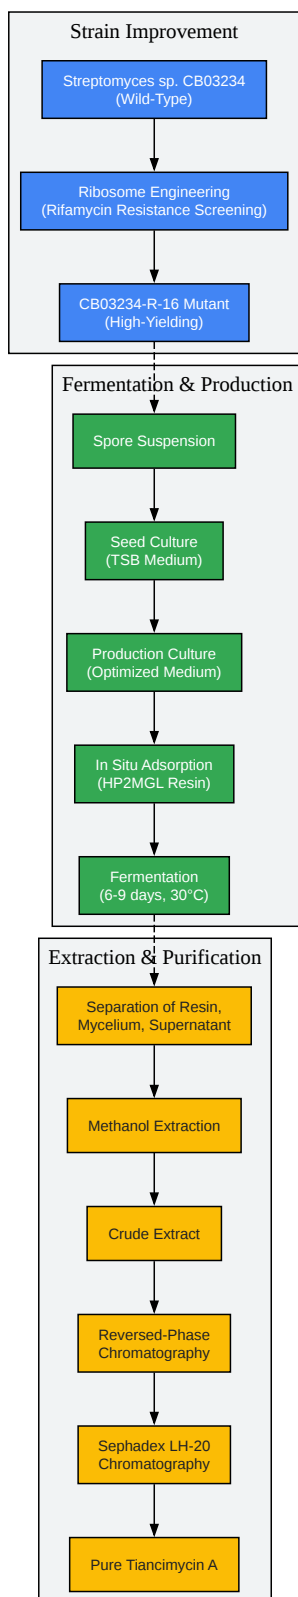 Strain Improvement
Streptomyces sp. CB03234
(Wild-Type)
Ribosome Engineering
(Rifamycin Resistance Screening)
CB03234-R-16 Mutant
(High-Yielding)
Fermentation & Production
Spore Suspension
Seed Culture
(TSB Medium)
Production Culture
(Optimized Medium)
In Situ Adsorption
(HP2MGL Resin)
Fermentation
(6-9 days, 30°C)
Extraction & Purification
Separation of Resin,
Mycelium, Supernatant
Methanol Extraction
Crude Extract
Reversed-Phase
Chromatography
Sephadex LH-20
Chromatography
Pure Tiancimycin A